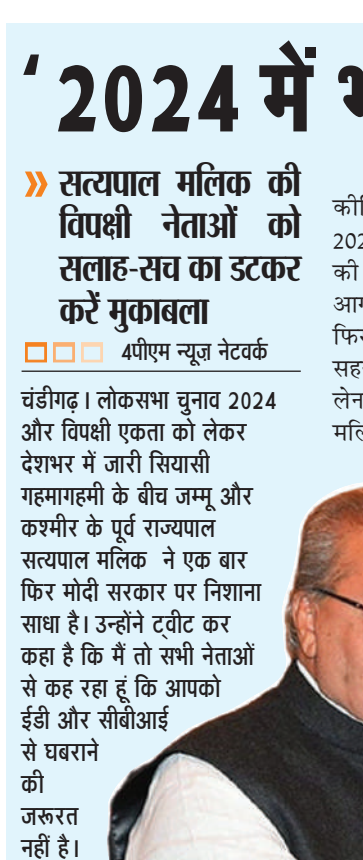 ‘ 2024 में
» सत्यपाल मलिक की
विपक्षी नेताओं को
सलाह-सच का डटकर
करें मुकाबला
4पीएम न्यूज़ नेटवर्क
चंडीगढ़। लोकसभा चुनाव 2024
और विपक्षी एकता को लेकर
देशभर में जारी सियासी
गहमागहमी के बीच जम्मू और
कश्मीर के पूर्व राज्यपाल
सत्यपाल मलिक ने एक बार
फिर मोदी सरकार पर निशाना
साधा है। उन्होंने ट्वीट कर
कहा है कि मैं तो सभी नेताओं
से कह रहा हूं कि आपको
ईडी और सीबीआई
से घबराने
की
जरूरत
नहीं है।
की